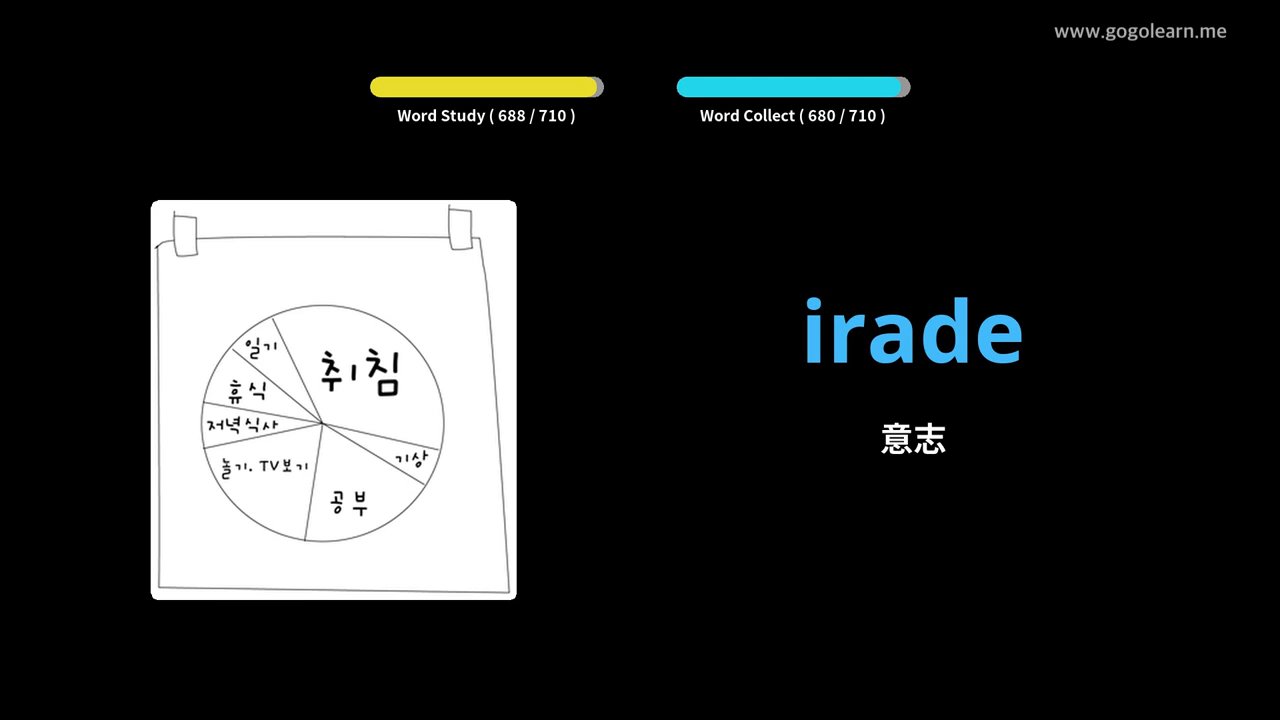 www.gogolearn.me
Word Study ( 688 / 710 )
Word Collect ( 680 / 710 )
일기
취침
휴식
저녁식사
놀기. TV보기
기상
공부
irade
意志